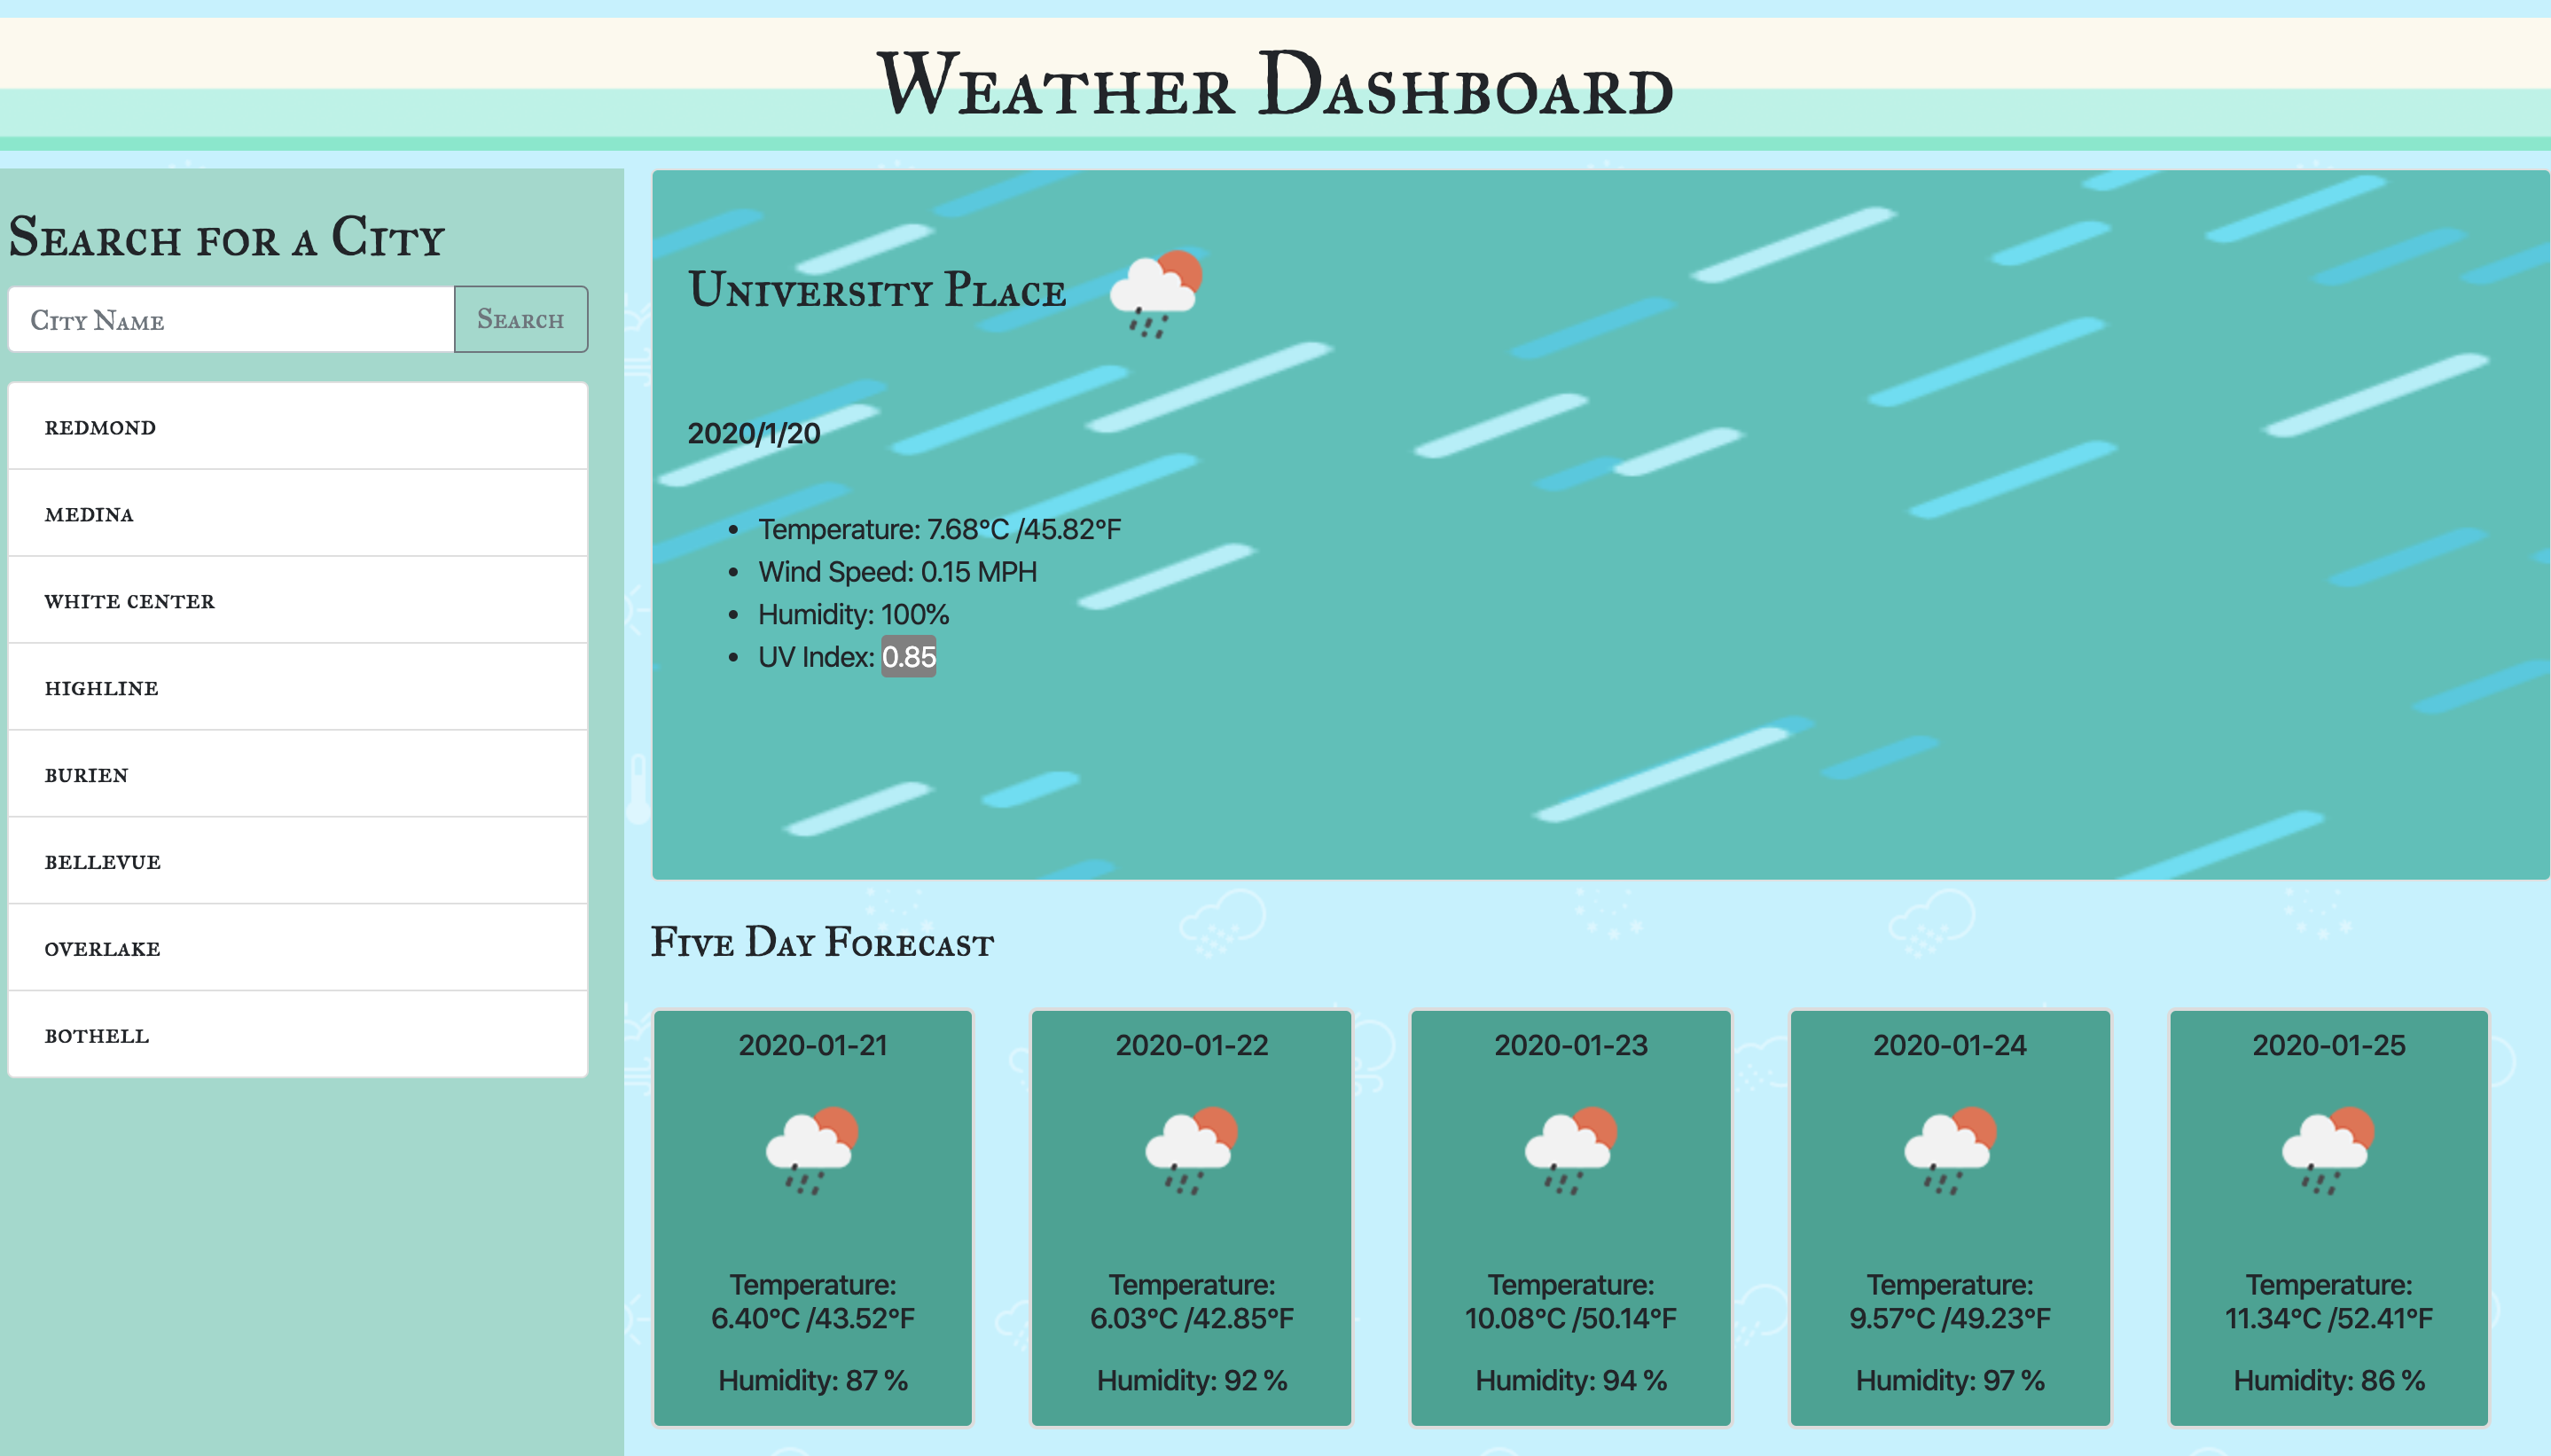 Weather Dashboard
Search for a City
City Name
Search
redmond
medina
white center
highline
burien
bellevue
overlake
bothell
University Place
2020/1/20
• Temperature: 7.68°C /45.82°F
• Wind Speed: 0.15 MPH
• Humidity: 100%
• UV Index: 0.85
Five Day Forecast
2020-01-21
Temperature:
6.40°C /43.52°F
Humidity: 87 %
2020-01-22
Temperature:
6.03°C /42.85°F
Humidity: 92 %
2020-01-23
Temperature:
10.08°C /50.14°F
Humidity: 94 %
2020-01-24
Temperature:
9.57°C /49.23°F
Humidity: 97 %
2020-01-25
Temperature:
11.34°C /52.41°F
Humidity: 86 %